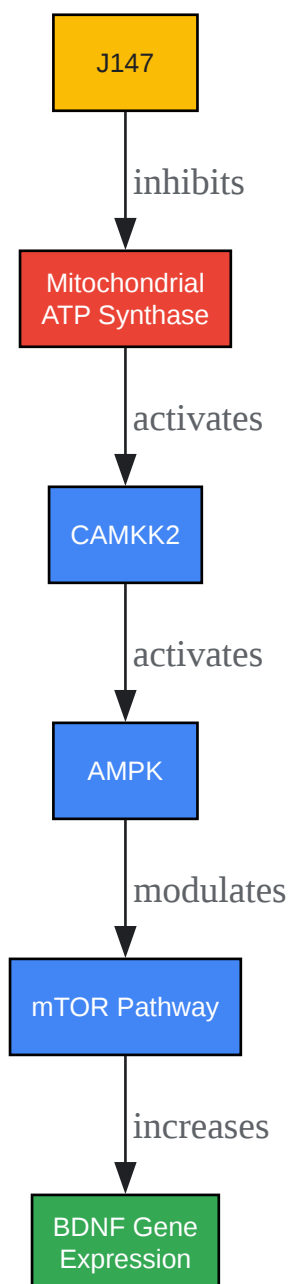 J147
inhibits
Mitochondrial
ATP Synthase
activates
CAMKK2
activates
AMPK
modulates
mTOR Pathway
increases
BDNF Gene
Expression